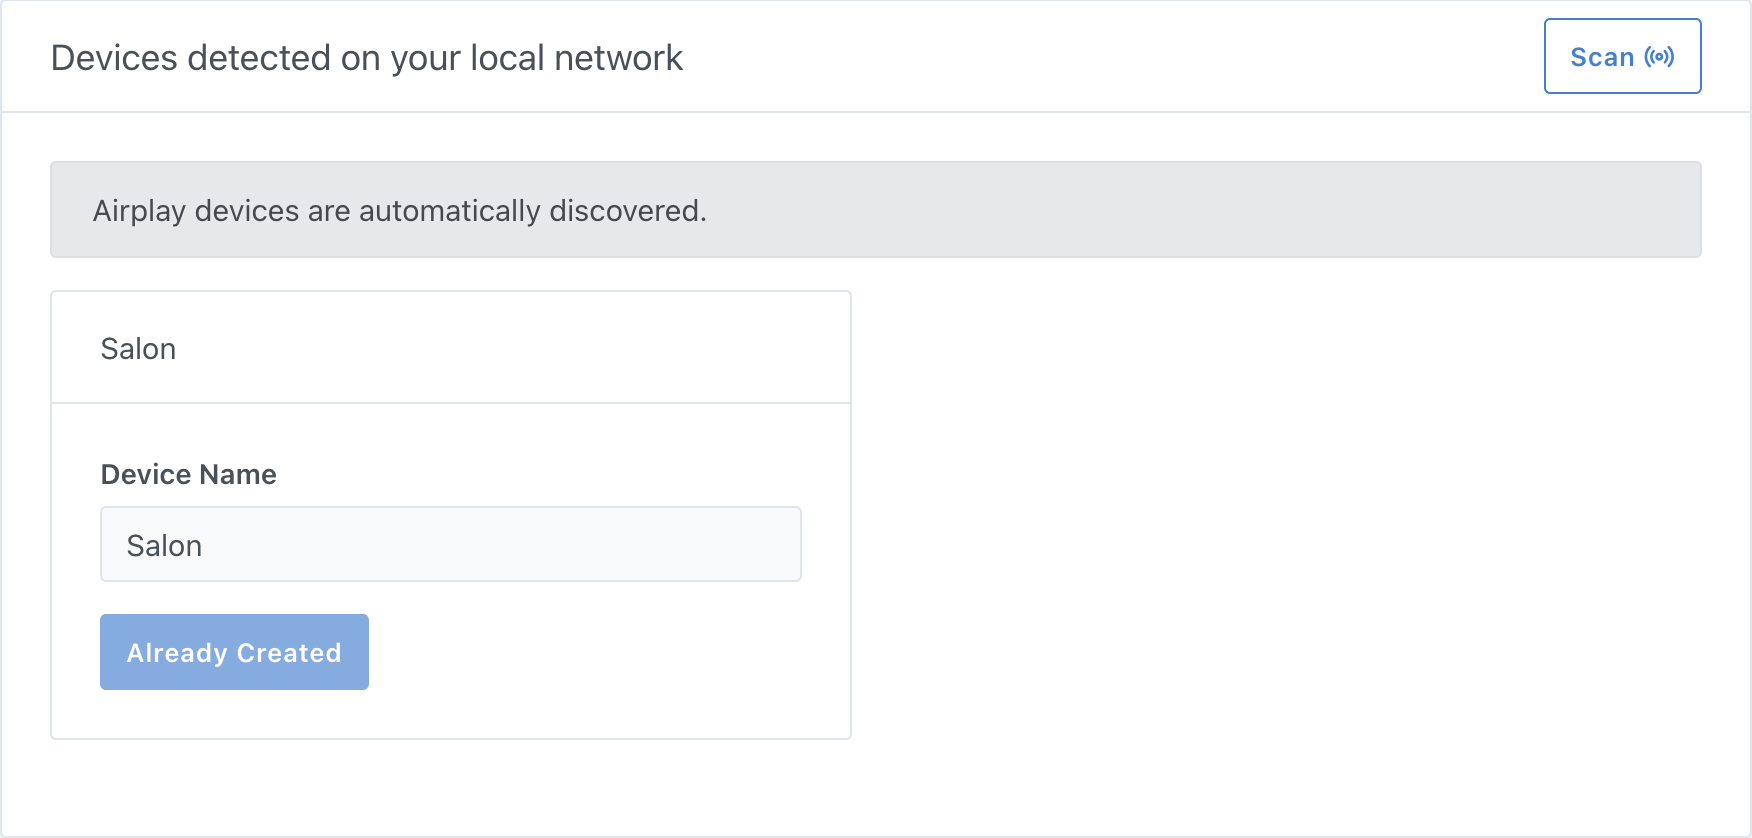 Devices detected on your local network
Scan
Airplay devices are automatically discovered.
Salon
Device Name
Salon
Already Created